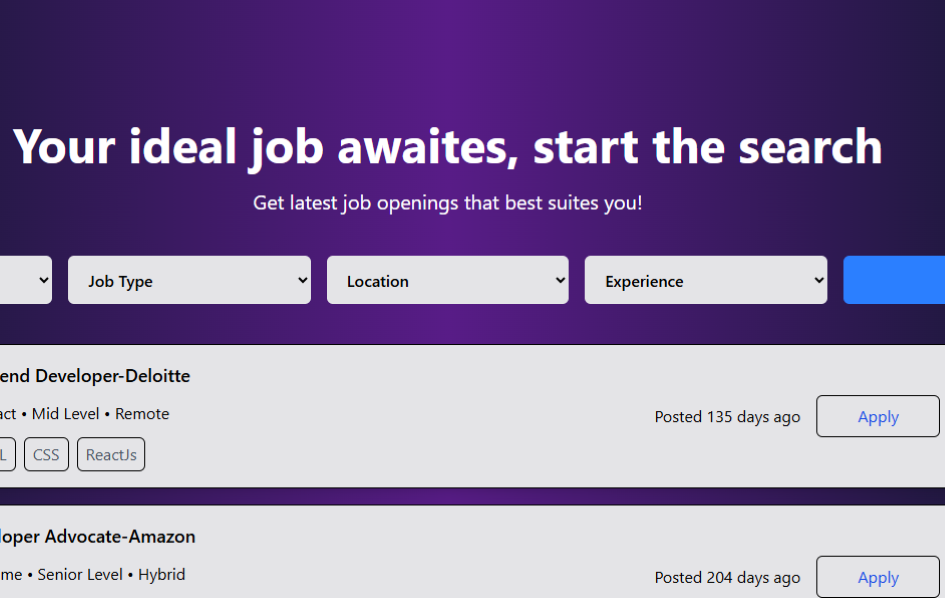 Your ideal job awaites, start the search
Get latest job openings that best suites you!
Job Type Location Experience
end Developer-Deloitte
act • Mid Level • Remote
Posted 135 days ago Apply
L CSS ReactJs
loper Advocate-Amazon
me • Senior Level • Hybrid
Posted 204 days ago Apply